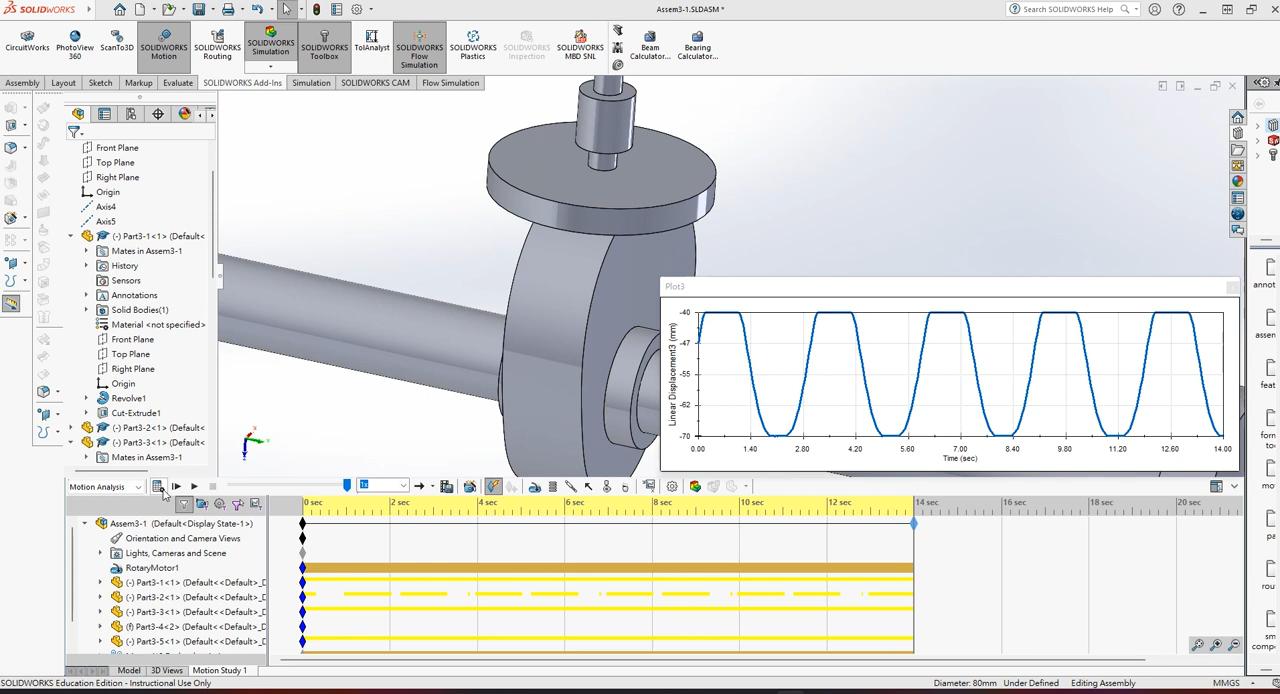 SOLIDWORKS
Assem3-1.SLDASM *
Search SOLIDWORKS Help
CircuitWorks
PhotoView
360
ScanTo3D
SOLIDWORKS
Motion
SOLIDWORKS
Routing
SOLIDWORKS
Simulation
SOLIDWORKS
Toolbox
TolAnalyst
SOLIDWORKS
Flow
Simulation
SOLIDWORKS
Plastics
SOLIDWORKS
Inspection
SOLIDWORKS
MBD SNL
Beam
Calculator...
Bearing
Calculator...
Assembly Layout Sketch Markup Evaluate SOLIDWORKS Add-Ins Simulation SOLIDWORKS CAM Flow Simulation
Front Plane
Top Plane
Right Plane
Origin
Axis4
Axis5
(-) Part3-1<1> (Default<
Mates in Assem3-1
History
Sensors
Annotations
Solid Bodies(1)
Material <not specified>
Front Plane
Top Plane
Right Plane
Origin
Revolve1
Cut-Extrude1
(-) Part3-2<1> (Default<
(-) Part3-3<1> (Default<
Mates in Assem3-1
Plot3
Linear Displacement3 (mm)
-40
-47
-55
-62
-70
0.00 1.40 2.80 4.20 5.60 7.00 8.40 9.80 11.20 12.60 14.00
Time (sec)
annot
assen
feat
form
to
mo
pa
rou
sm
compe
Motion Analysis
1x
0 sec 2 sec 4 sec 6 sec 8 sec 10 sec 12 sec 14 sec 16 sec 18 sec 20 sec
Assem3-1 (Default<Display State-1>)
Orientation and Camera Views
Lights, Cameras and Scene
RotaryMotor1
(-) Part3-1<1> (Default<<Default>_D
(-) Part3-2<1> (Default<<Default>_D
(-) Part3-3<1> (Default<<Default>_D
(f) Part3-4<2> (Default<<Default>_D
(-) Part3-5<1> (Default<<Default>_D
Model 3D Views Motion Study 1
SOLIDWORKS Education Edition - Instructional Use Only
Diameter: 80mm Under Defined Editing Assembly MMGS